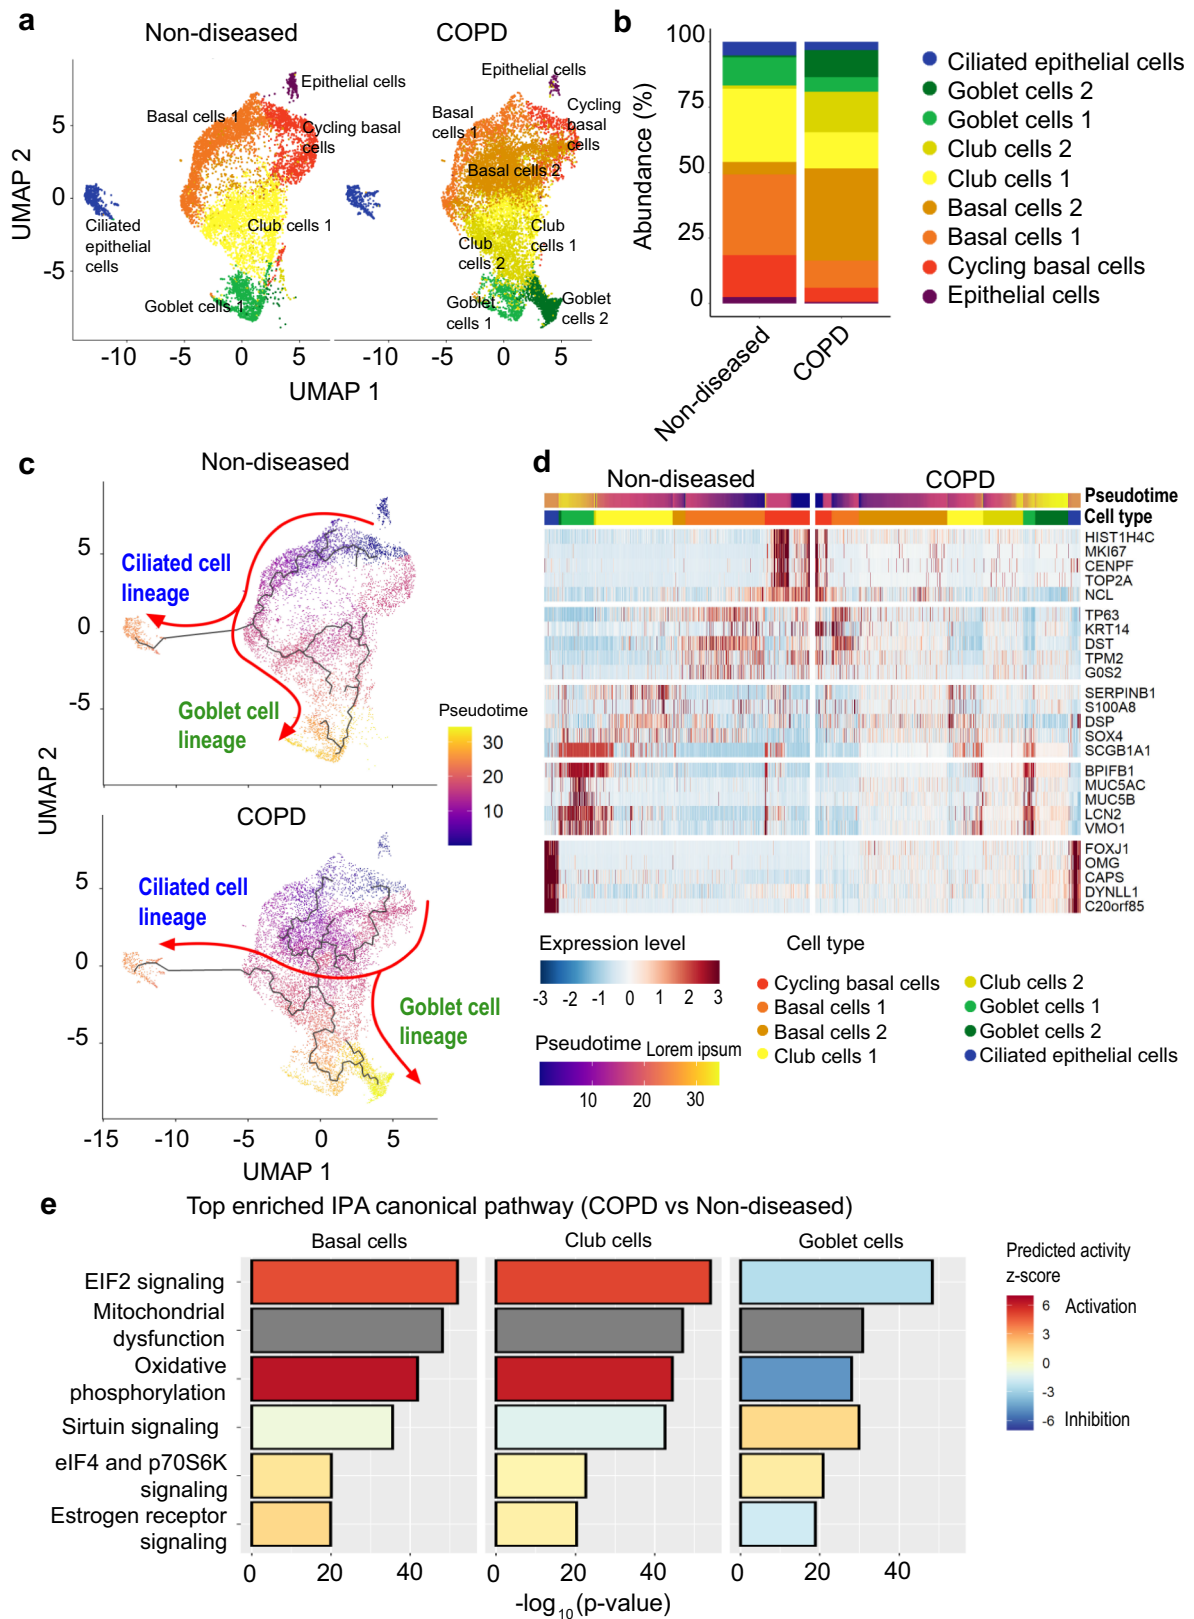 a
Non-diseased
COPD
Epithelial cells
Basal cells 1
Cycling basal
cells
Ciliated
epithelial
cells
Club cells 1
Goblet cells 1
Epithelial cells
Basal
cells 1
Cycling
basal
cells
Basal cells 2
Club
cells 1
Club
cells 2
Goblet
cells 1
Goblet
cells 2
UMAP 2
5
0
-5
-10
-5
0
5
-10
-5
0
5
UMAP 1
b
Abundance (%)
100
75
50
25
0
Non-diseased
COPD
Ciliated epithelial cells
Goblet cells 2
Goblet cells 1
Club cells 2
Club cells 1
Basal cells 2
Basal cells 1
Cycling basal cells
Epithelial cells
c
Non-diseased
Ciliated cell
lineage
Goblet cell
lineage
5
0
-5
Pseudotime
30
20
10
UMAP 2
COPD
Ciliated cell
lineage
Goblet cell
lineage
5
0
-5
-15
-10
-5
0
5
UMAP 1
d
Non-diseased
COPD
Pseudotime
Cell type
HIST1H4C
MKI67
CENPF
TOP2A
NCL
TP63
KRT14
DST
TPM2
G0S2
SERPINB1
S100A8
DSP
SOX4
SCGB1A1
BPIFB1
MUC5AC
MUC5B
LCN2
VMO1
FOXJ1
OMG
CAPS
DYNLL1
C20orf85
Expression level
-3 -2 -1 0 1 2 3
Pseudotime Lorem ipsum
10 20 30
Cell type
Cycling basal cells
Basal cells 1
Basal cells 2
Club cells 1
Club cells 2
Goblet cells 1
Goblet cells 2
Ciliated epithelial cells
e
Top enriched IPA canonical pathway (COPD vs Non-diseased)
Basal cells
Club cells
Goblet cells
EIF2 signaling
Mitochondrial
dysfunction
Oxidative
phosphorylation
Sirtuin signaling
eIF4 and p70S6K
signaling
Estrogen receptor
signaling
0 20 40
0 20 40
0 20 40
-log10(p-value)
Predicted activity
z-score
6 Activation
3
0
-3
-6 Inhibition